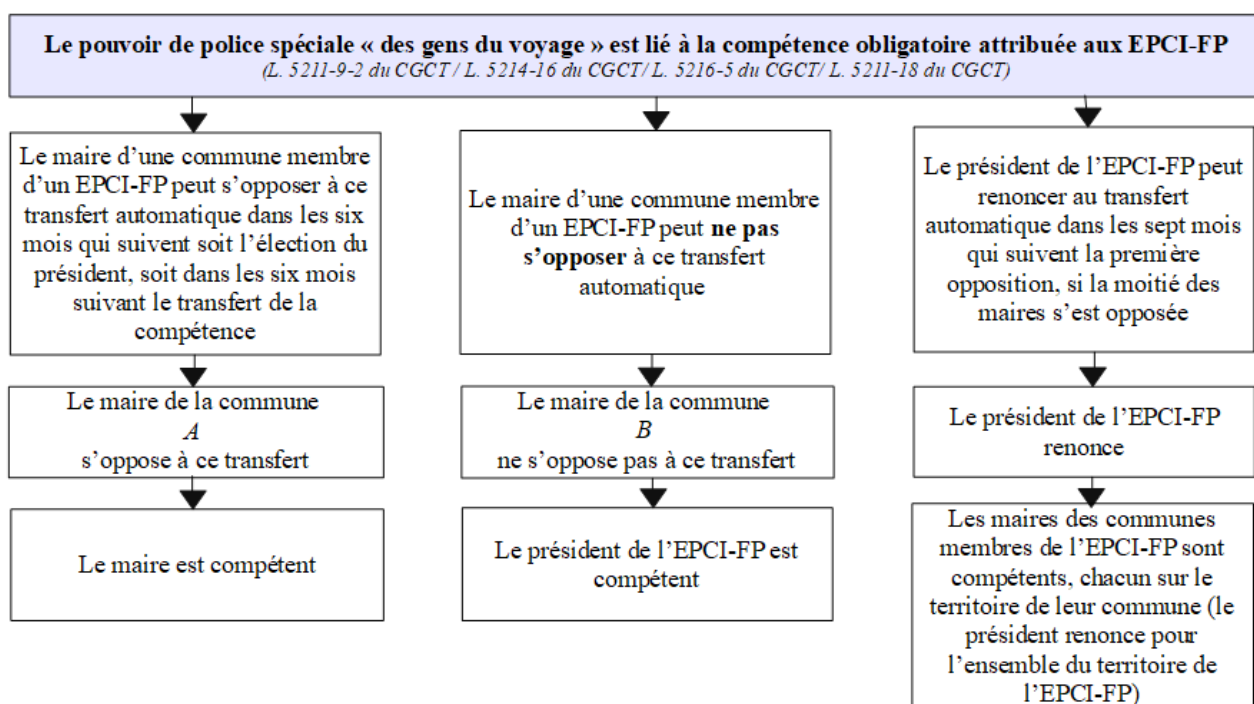 Le pouvoir de police spéciale « des gens du voyage » est lié à la compétence obligatoire attribuée aux EPCI-FP
(L. 5211-9-2 du CGCT / L. 5214-16 du CGCT/ L. 5216-5 du CGCT/ L. 5211-18 du CGCT)
Le maire d’une commune membre
d’un EPCI-FP peut s’opposer à ce
transfert automatique dans les six
mois qui suivent soit l’élection du
président, soit dans les six mois
suivant le transfert de la
compétence
Le maire de la commune
A
s’oppose à ce transfert
Le maire est compétent
Le maire d’une commune membre
d’un EPCI-FP peut ne pas
s’opposer à ce transfert
automatique
Le maire de la commune
B
ne s’oppose pas à ce transfert
Le président de l’EPCI-FP est
compétent
Le président de l’EPCI-FP peut
renoncer au transfert
automatique dans les sept mois
qui suivent la première
opposition, si la moitié des
maires s’est opposée
Le président de l’EPCI-FP
renonce
Les maires des communes
membres de l’EPCI-FP sont
compétents, chacun sur le
territoire de leur commune (le
président renonce pour
l’ensemble du territoire de
l’EPCI-FP)